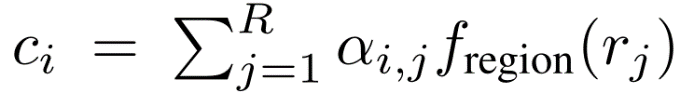 $c_i = \sum_{j=1}^{R} \alpha_{i,j} f_{\text{region}}(r_j)$